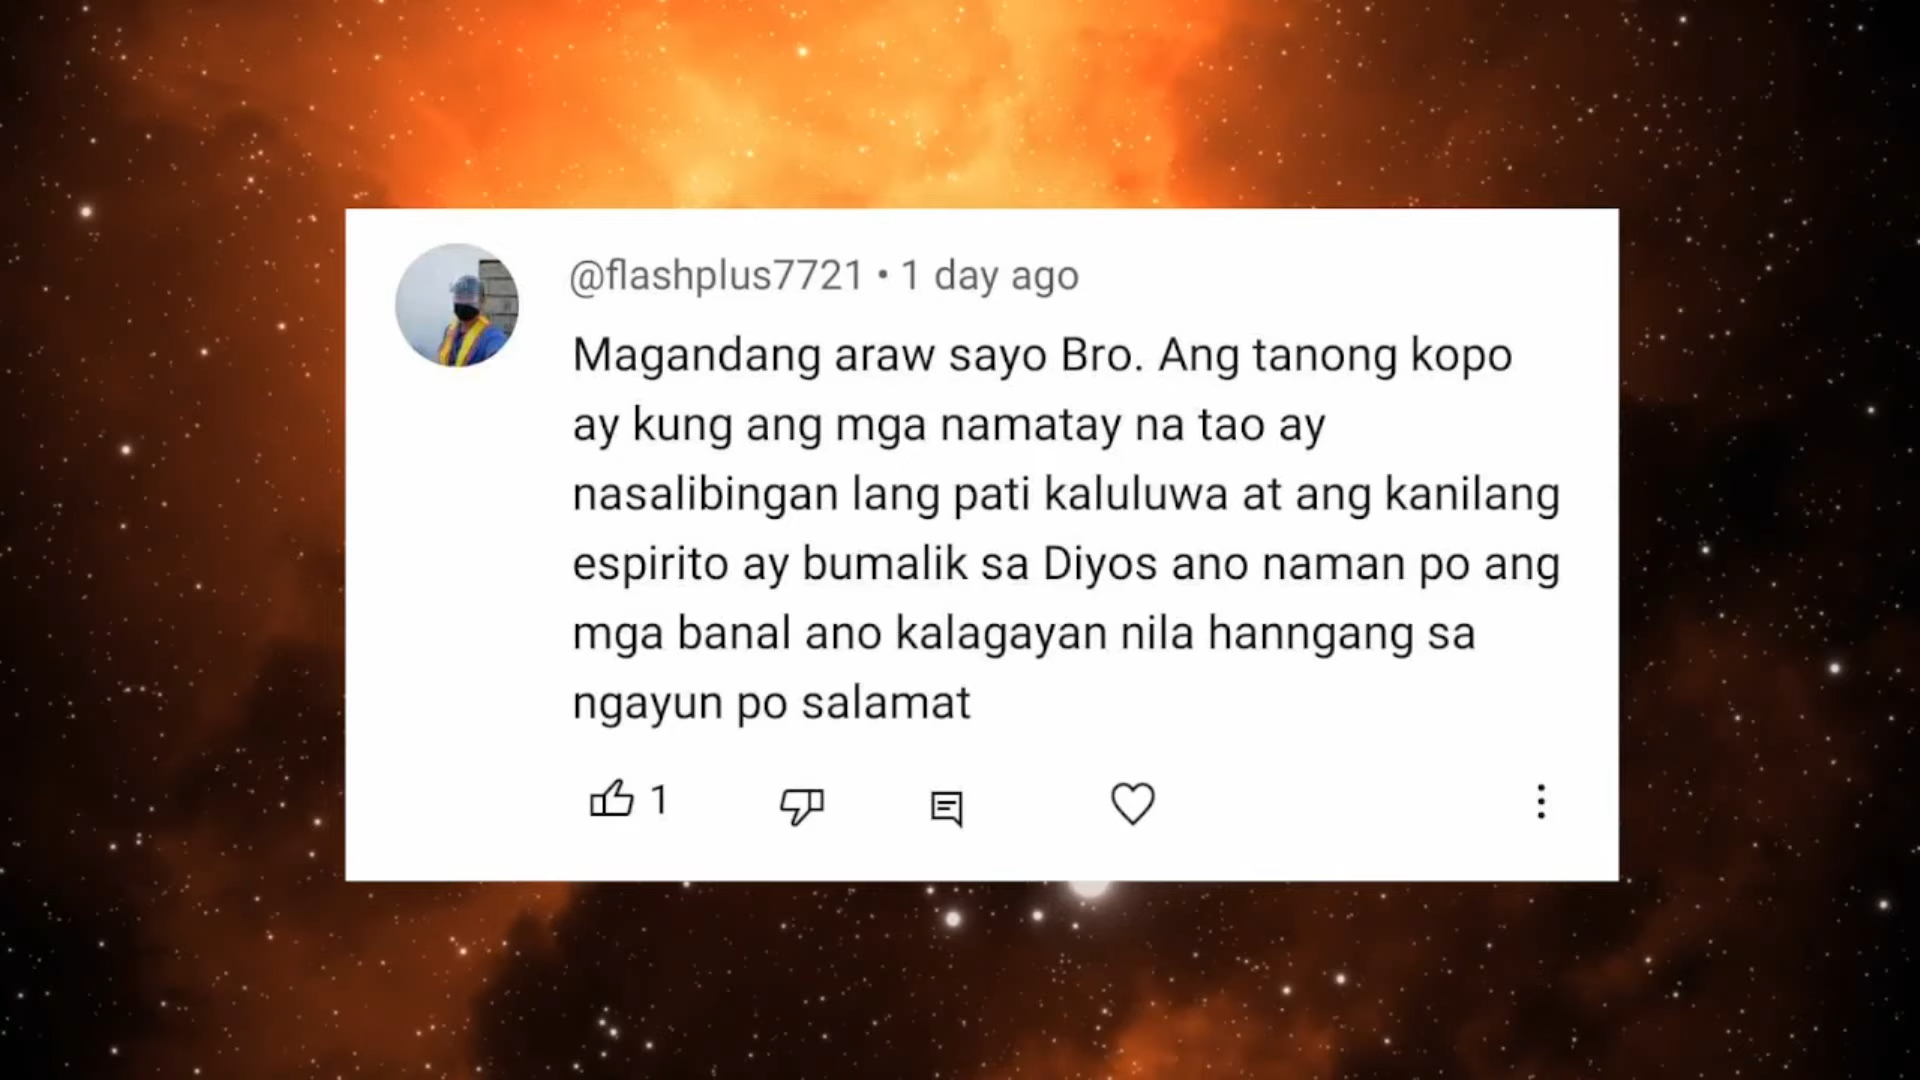 @flashplus7721 • 1 day ago
Magandang araw sayo Bro. Ang tanong kopo
ay kung ang mga namatay na tao ay
nasalibingan lang pati kaluluwa at ang kanilang
espirito ay bumalik sa Diyos ano naman po ang
mga banal ano kalagayan nila hanngang sa
ngayun po salamat
1